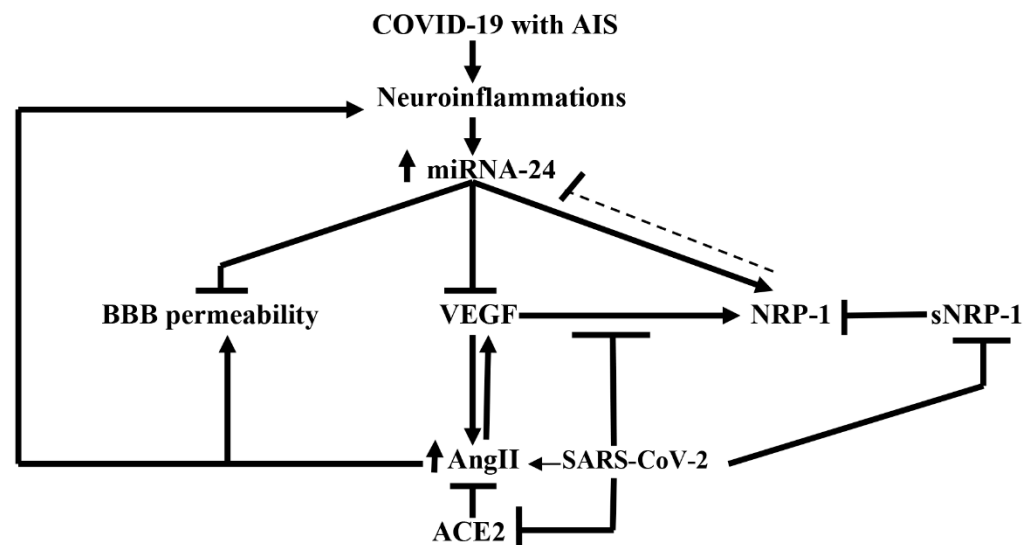 COVID-19 with AIS
Neuroinflammations
miRNA-24
BBB permeability
VEGF
NRP-1
sNRP-1
AngII
SARS-CoV-2
ACE2